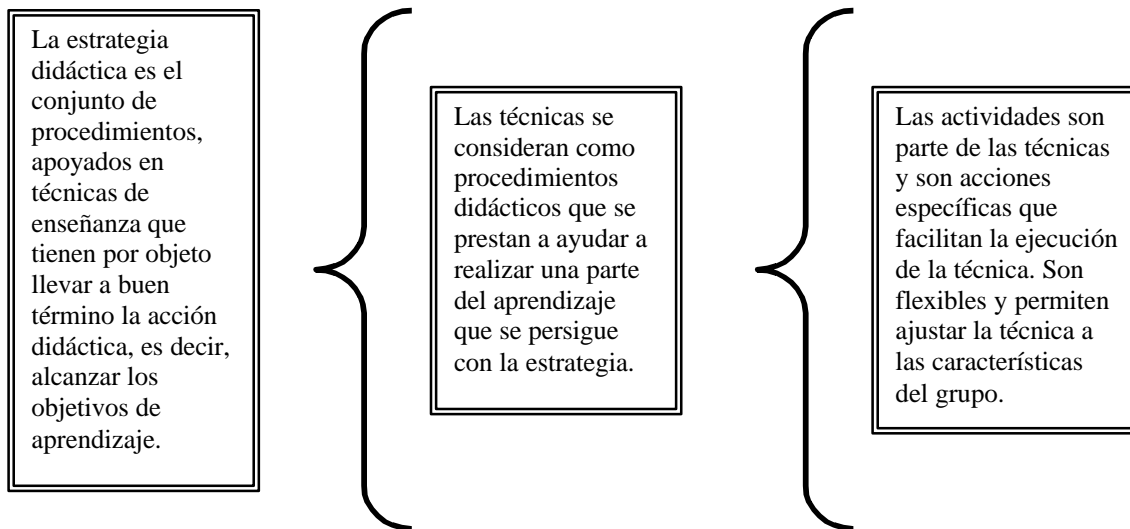 La estrategia
didáctica es el
conjunto de
procedimientos,
apoyados en
técnicas de
enseñanza que
tienen por objeto
llevar a buen
término la acción
didáctica, es decir,
alcanzar los
objetivos de
aprendizaje.
Las técnicas se
consideran como
procedimientos
didácticos que se
prestan a ayudar a
realizar una parte
del aprendizaje
que se persigue
con la estrategia.
Las actividades son
parte de las técnicas
y son acciones
específicas que
facilitan la ejecución
de la técnica. Son
flexibles y permiten
ajustar la técnica a
las características
del grupo.